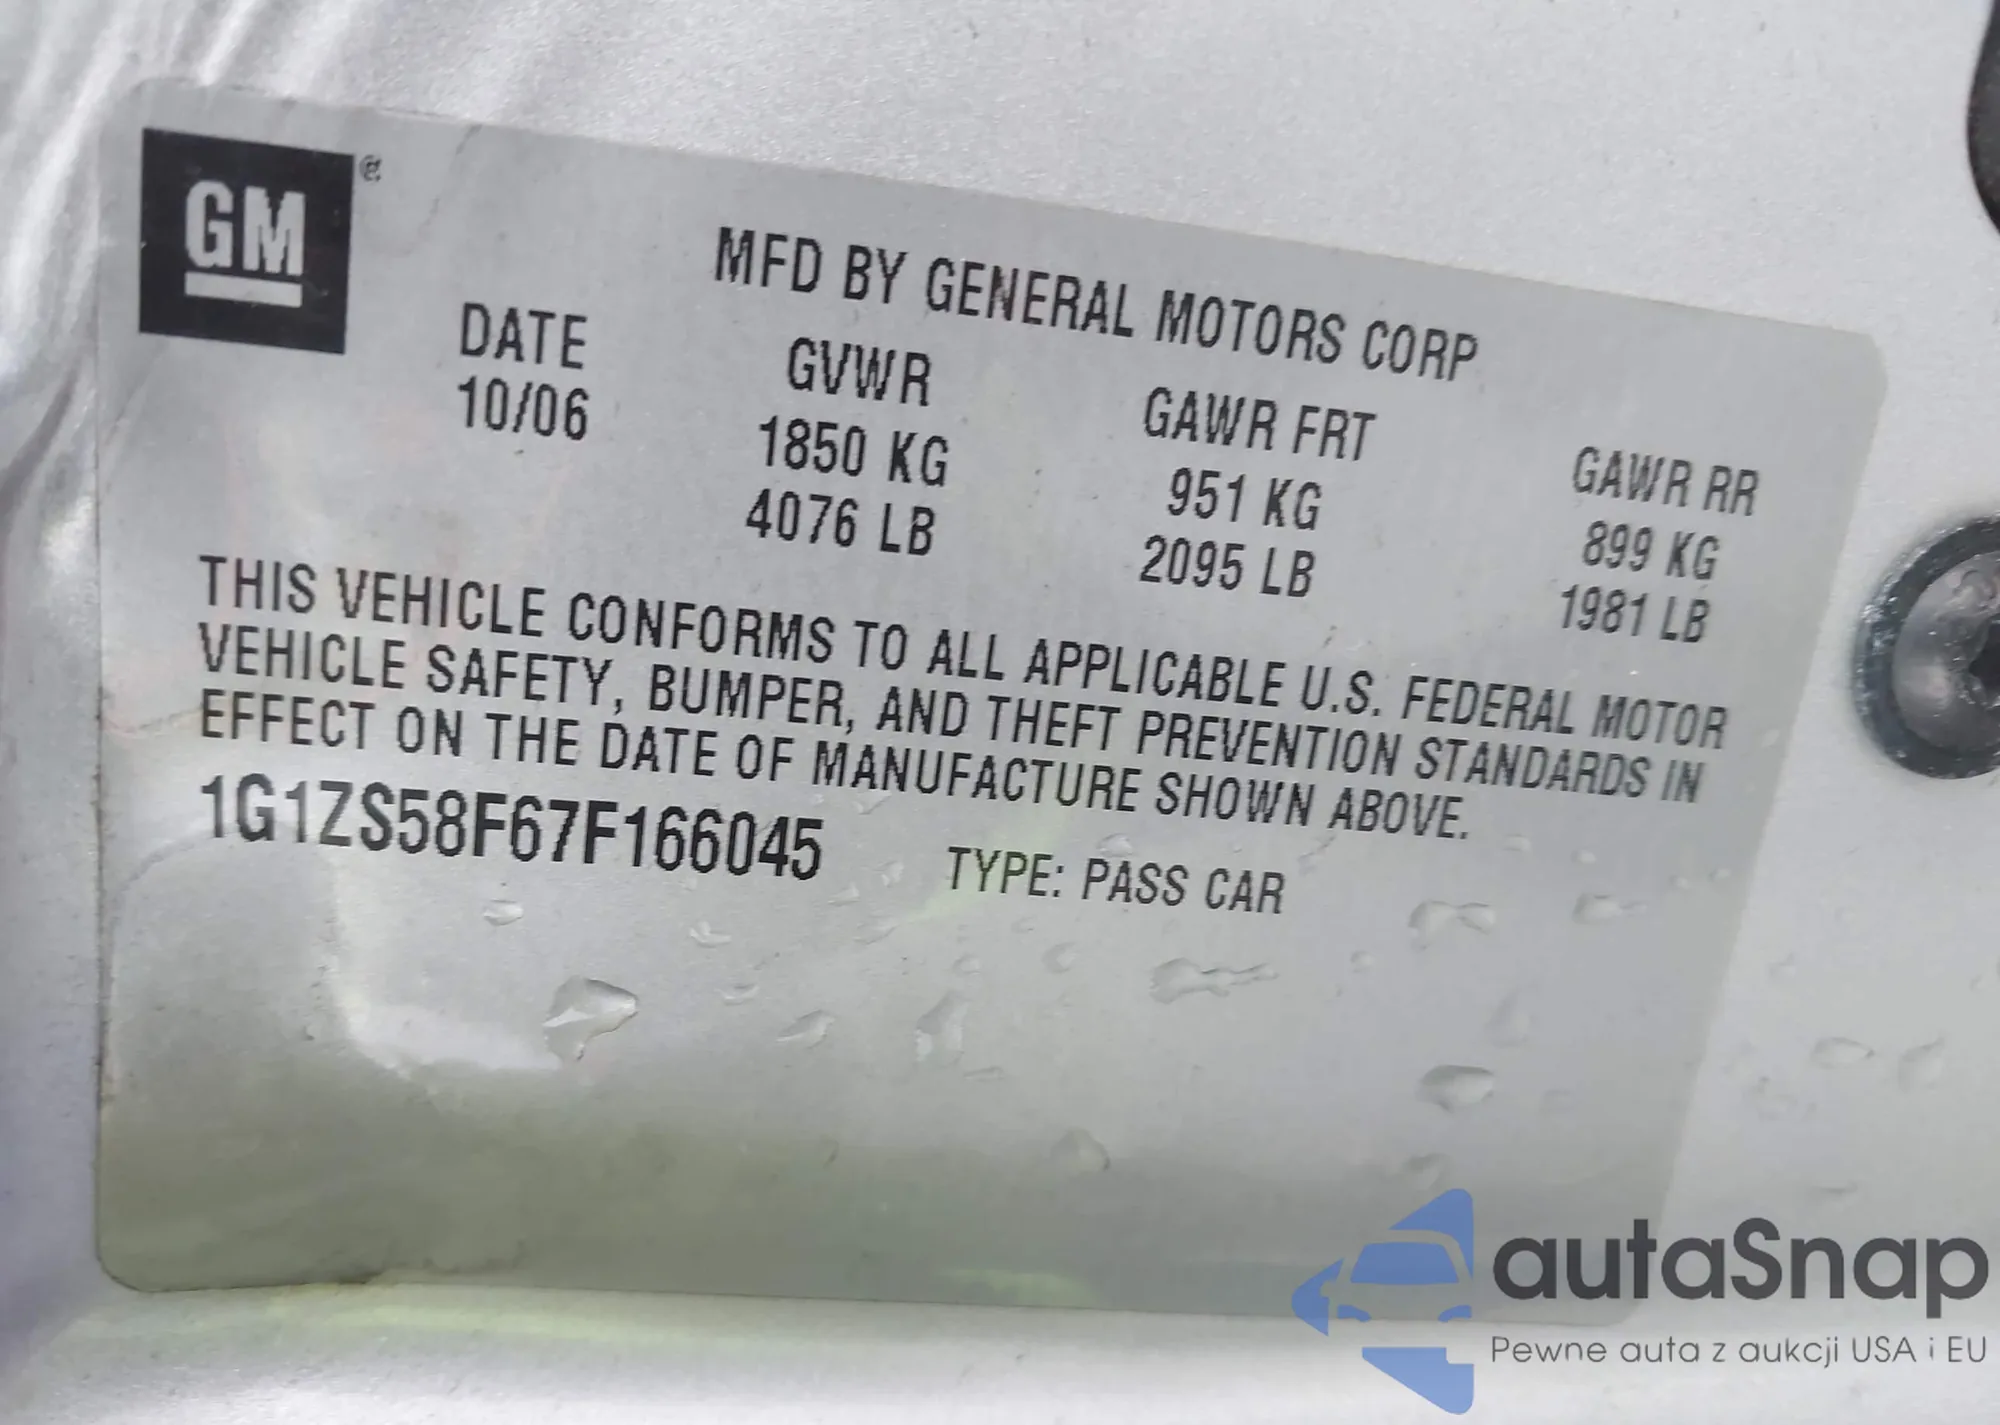 GM®
MFD BY GENERAL MOTORS CORP
DATE GVWR GAWR FRT GAWR RR
10/06 1850 KG 951 KG 899 KG
4076 LB 2095 LB 1981 LB
THIS VEHICLE CONFORMS TO ALL APPLICABLE U.S. FEDERAL MOTOR
VEHICLE SAFETY, BUMPER, AND THEFT PREVENTION STANDARDS IN
EFFECT ON THE DATE OF MANUFACTURE SHOWN ABOVE.
1G1ZS58F67F166045 TYPE: PASS CAR
autaSnap
Pewne auta z aukcji USA i EU